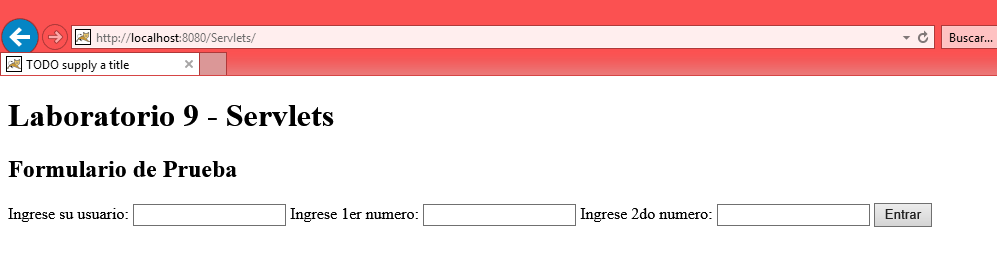 http://localhost:8080/Servlets/ Buscar...
TODO supply a title
Laboratorio 9 - Servlets
Formulario de Prueba
Ingrese su usuario: Ingrese 1er numero: Ingrese 2do numero: Entrar